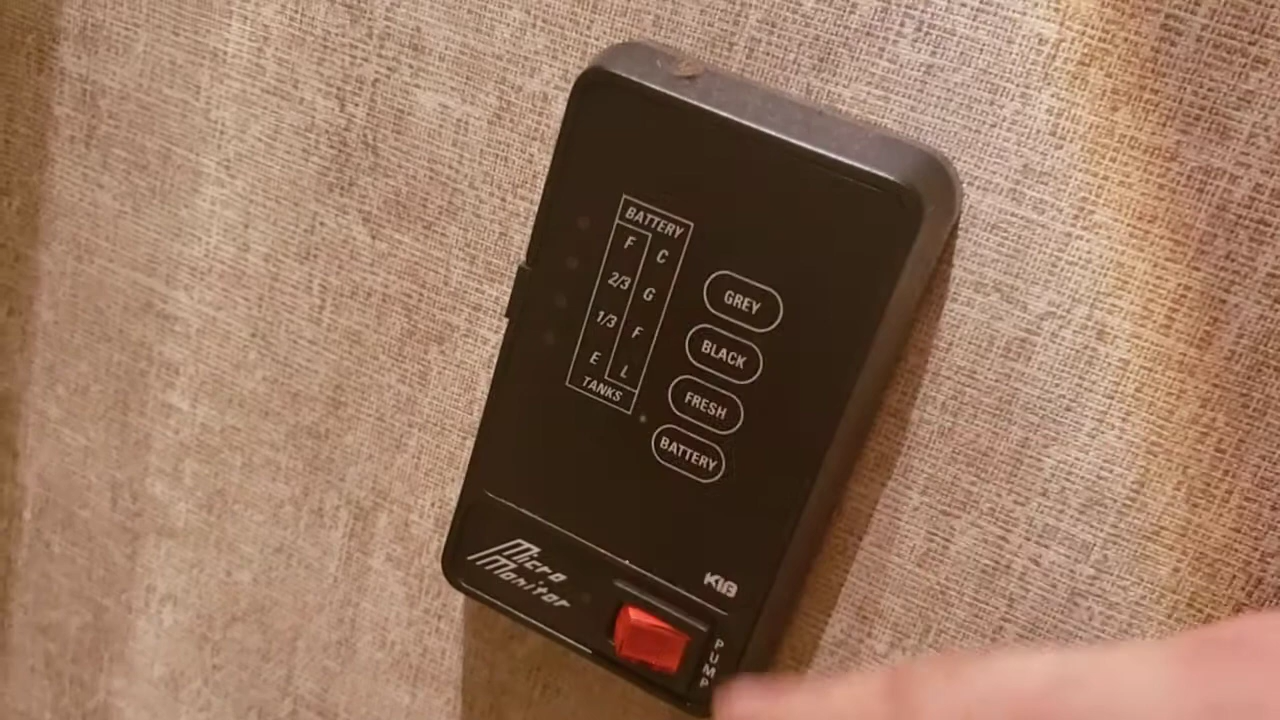 BATTERY
F C
2/3 G
1/3 F
E L
TANKS
GREY
BLACK
FRESH
BATTERY
Micro
Monitor
KIB
PUMP